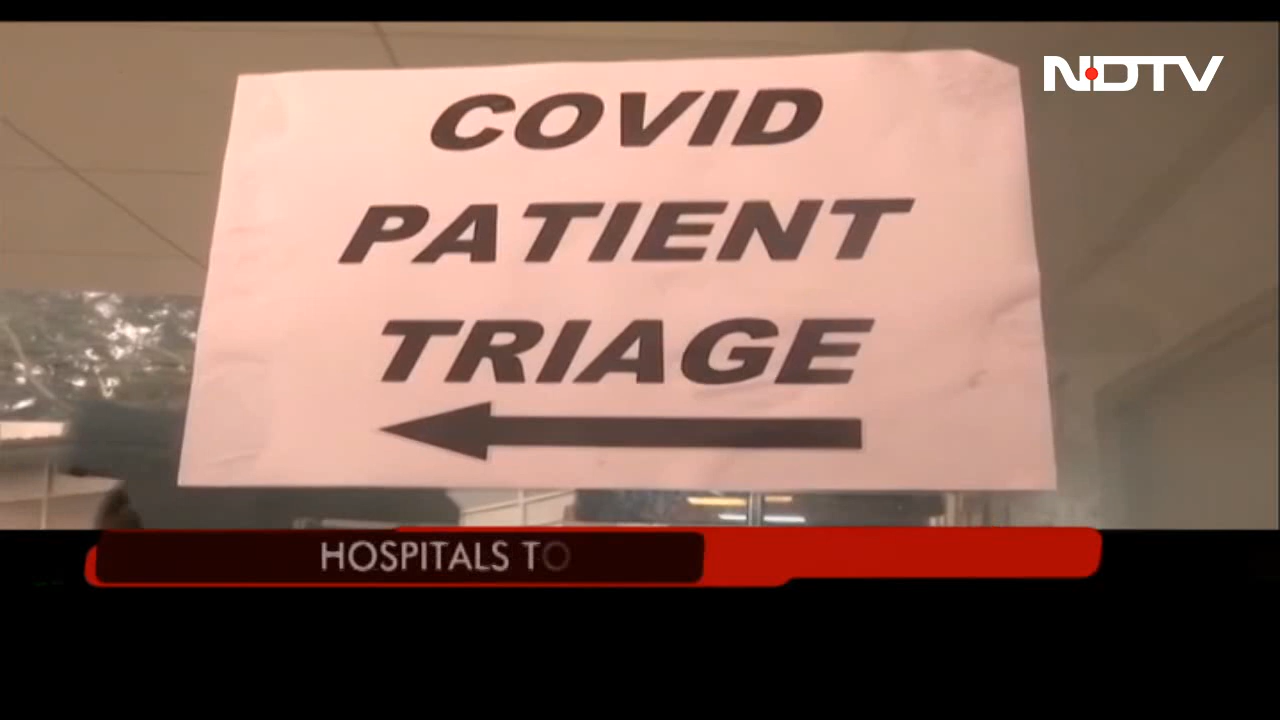 NDTV
COVID
PATIENT
TRIAGE
HOSPITALS TO